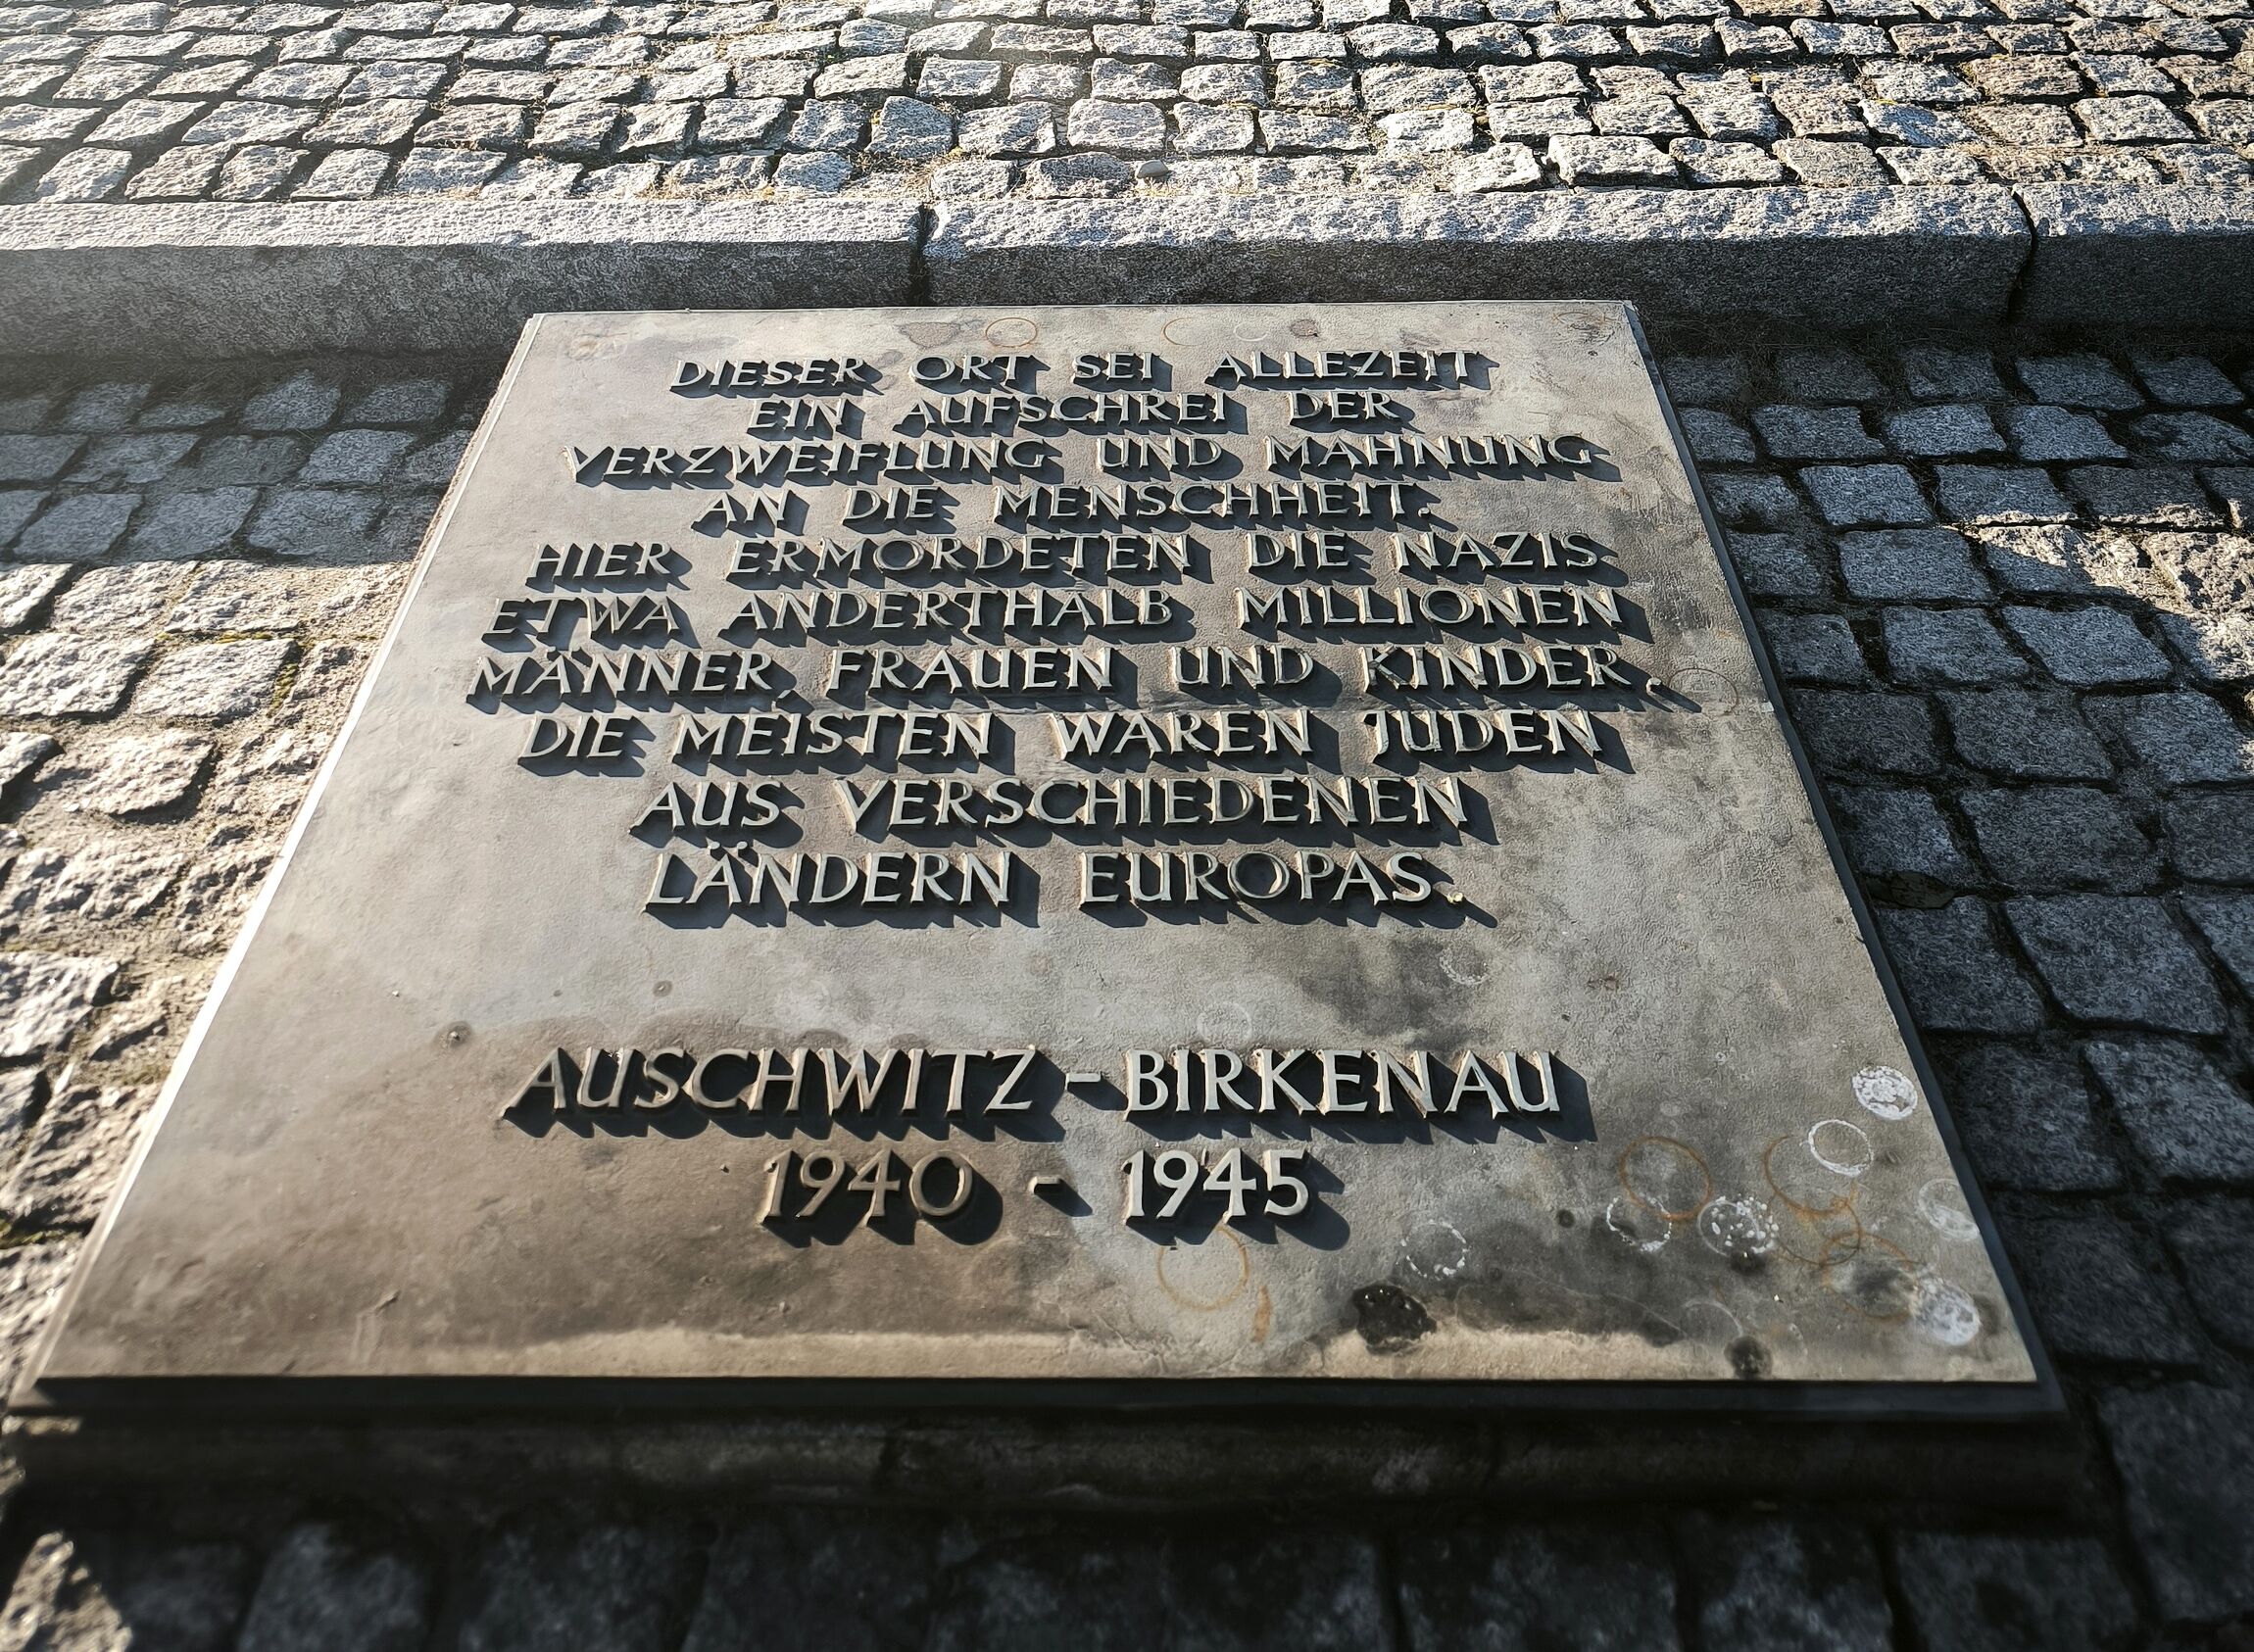 DIESER ORT SEI ALLEZEIT
EIN AUFSCHREI DER
VERZWEIFLUNG UND MAHNUNG
AN DIE MENSCHHEIT.
HIER ERMORDETEN DIE NAZIS
ETWA ANDERTHALB MILLIONEN
MÄNNER, FRAUEN UND KINDER.
DIE MEISTEN WAREN JUDEN
AUS VERSCHIEDENEN
LÄNDERN EUROPAS.
AUSCHWITZ-BIRKENAU
1940 - 1945